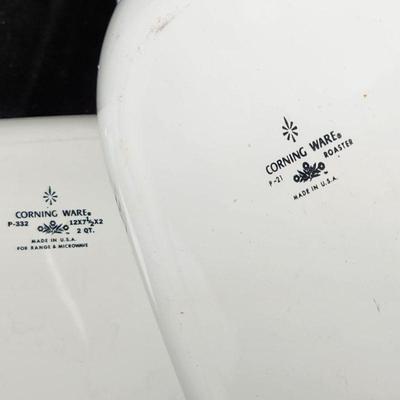 CORNING WARE®
P-332 12X7½X2
2 QT.
MADE IN U.S.A.
FOR RANGE & MICROWAVE
CORNING WARE®
P-21 ROASTER
MADE IN U.S.A.